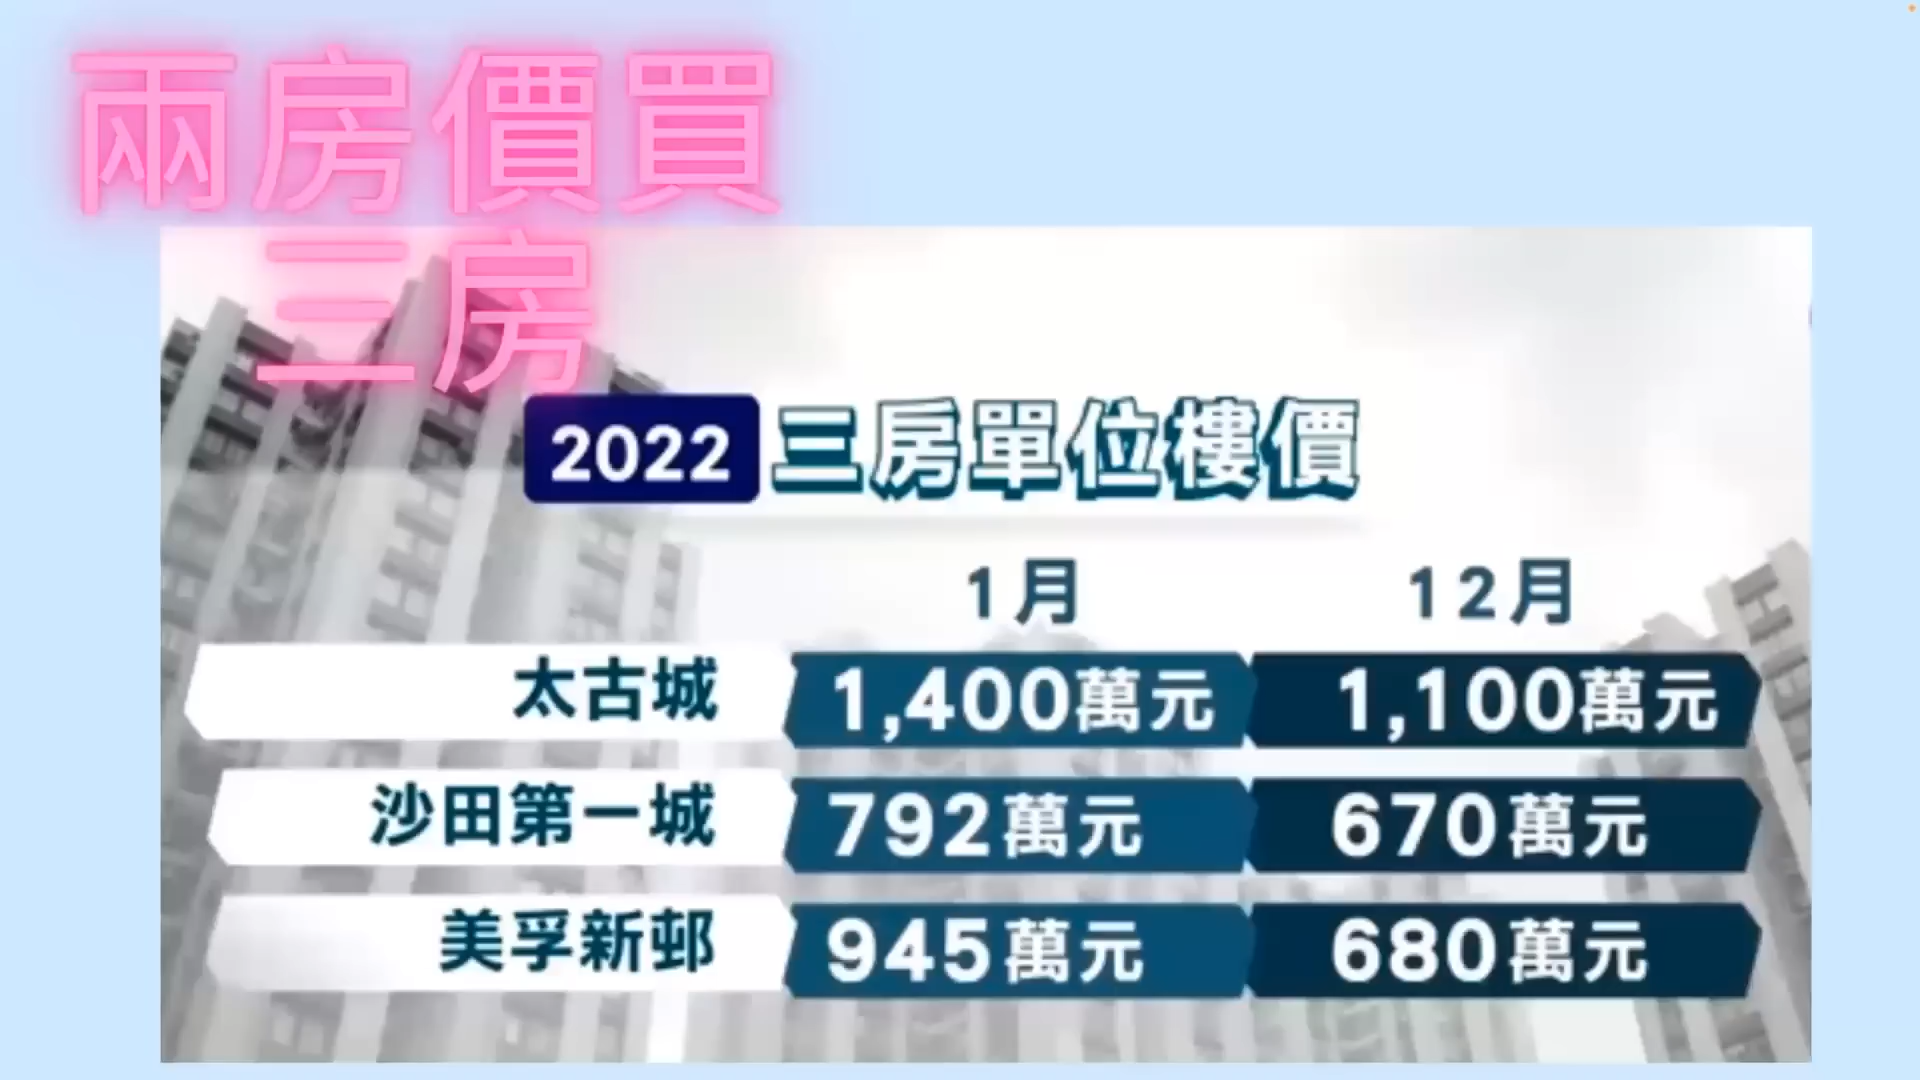 兩房價買
三房
2022 三房單位樓價
1月 12月
太古城 1,400萬元 1,100萬元
沙田第一城 792萬元 670萬元
美孚新邨 945萬元 680萬元